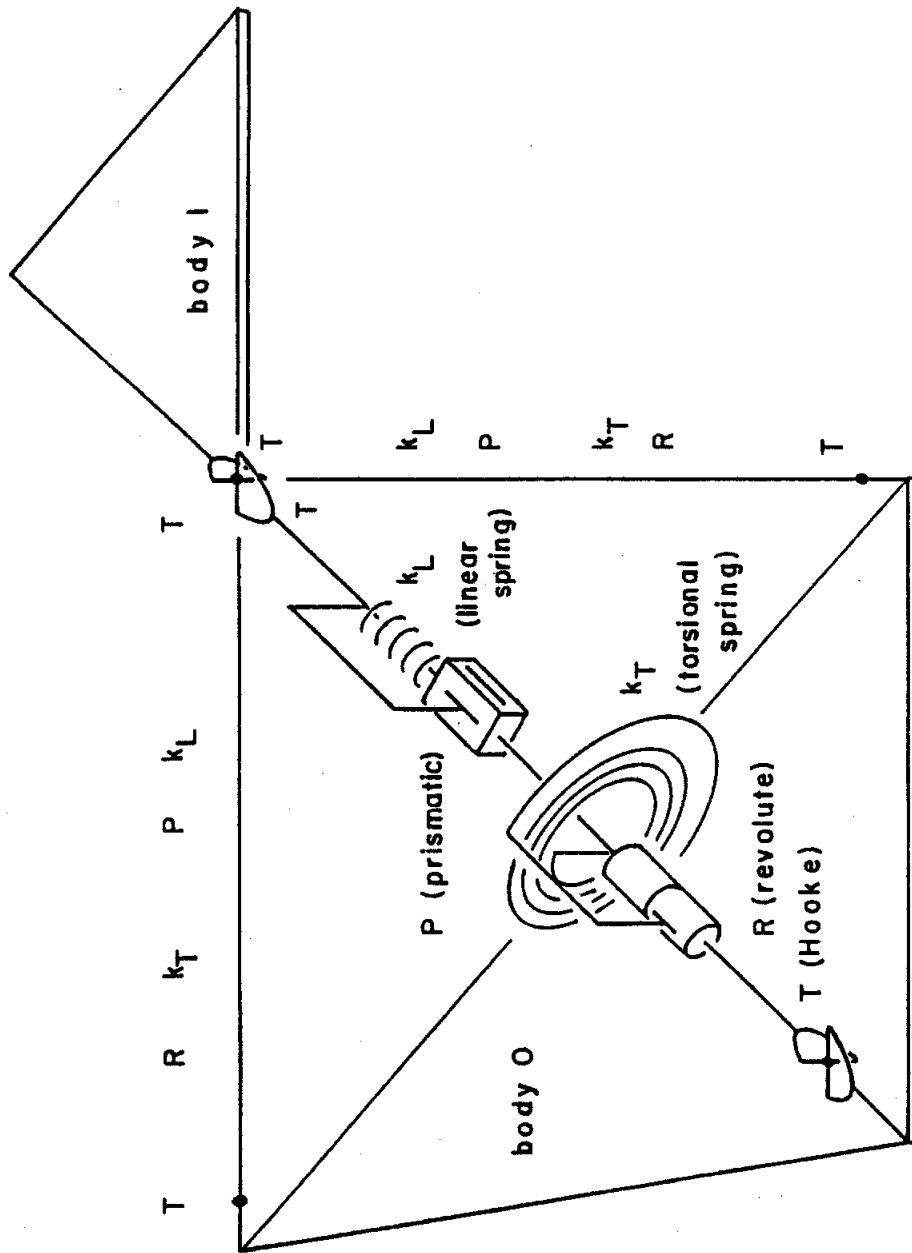 T R k_T P k_L T
body I
T
T
k_L
k_L
P (prismatic)
(linear
spring)
P
body O
k_T
k_T
R
(torsional
spring)
R (revolute)
T (Hooke)
T